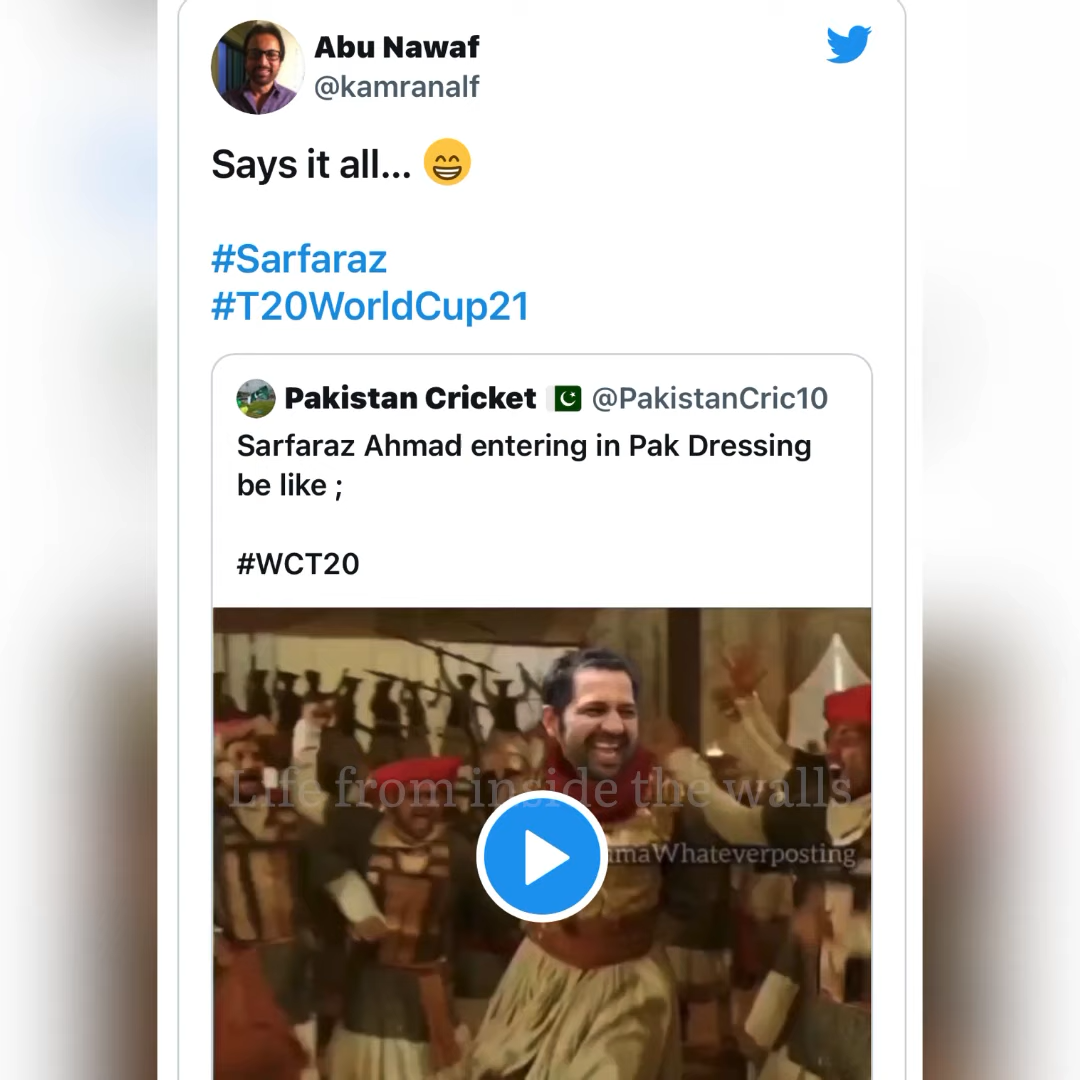 Abu Nawaf
@kamranalf
Says it all... 😁
#Sarfaraz
#T20WorldCup21
Pakistan Cricket 🇵🇰 @PakistanCric10
Sarfaraz Ahmad entering in Pak Dressing
be like ;
#WCT20
Life from inside the walls